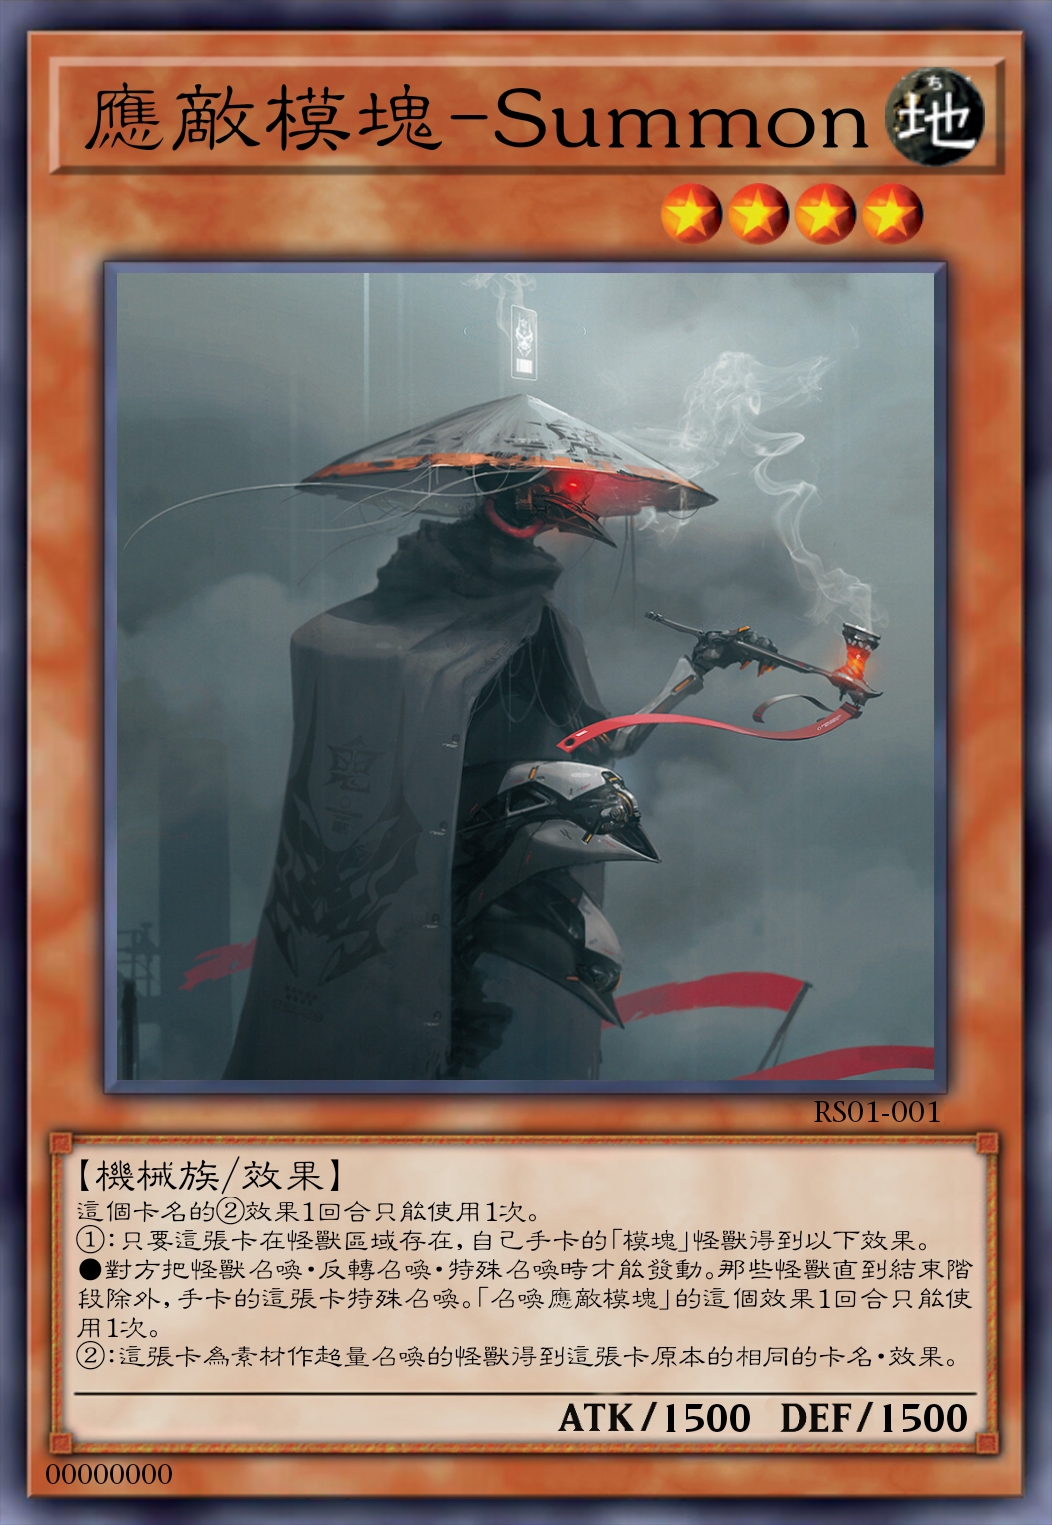 應敵模塊-Summon
ち
地
RS01-001
【機械族/效果】
這個卡名的②效果1回合只能使用1次。
①:只要這張卡在怪獸區域存在,自己手卡的「模塊」怪獸得到以下效果。
●對方把怪獸召喚・反轉召喚・特殊召喚時才能發動。那些怪獸直到結束階
段除外,手卡的這張卡特殊召喚。「召喚應敵模塊」的這個效果1回合只能使
用1次。
②:這張卡為素材作超量召喚的怪獸得到這張卡原本的相同的卡名・效果。
ATK/1500 DEF/1500
00000000